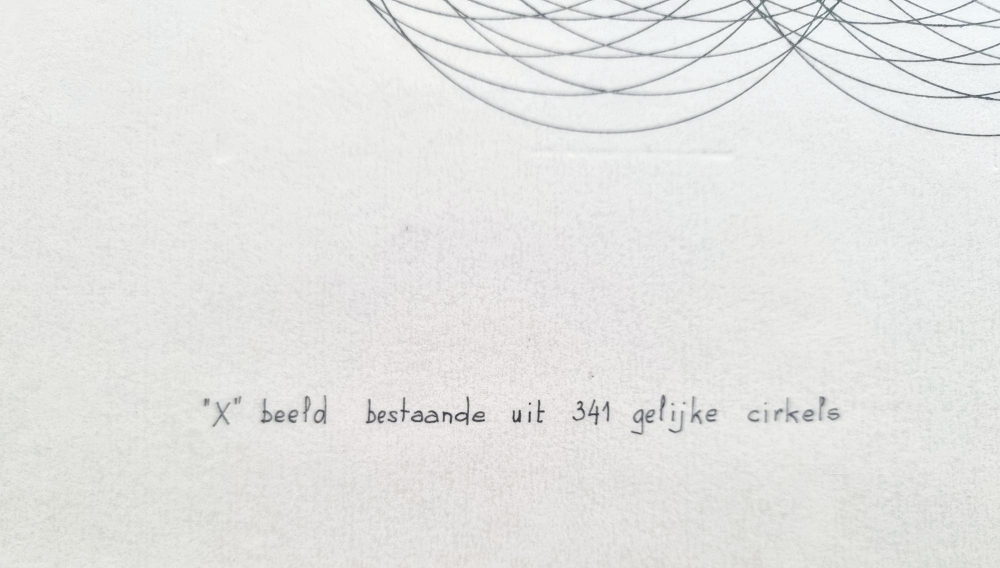 "X" beeld bestaande uit 341 gelijke cirkels